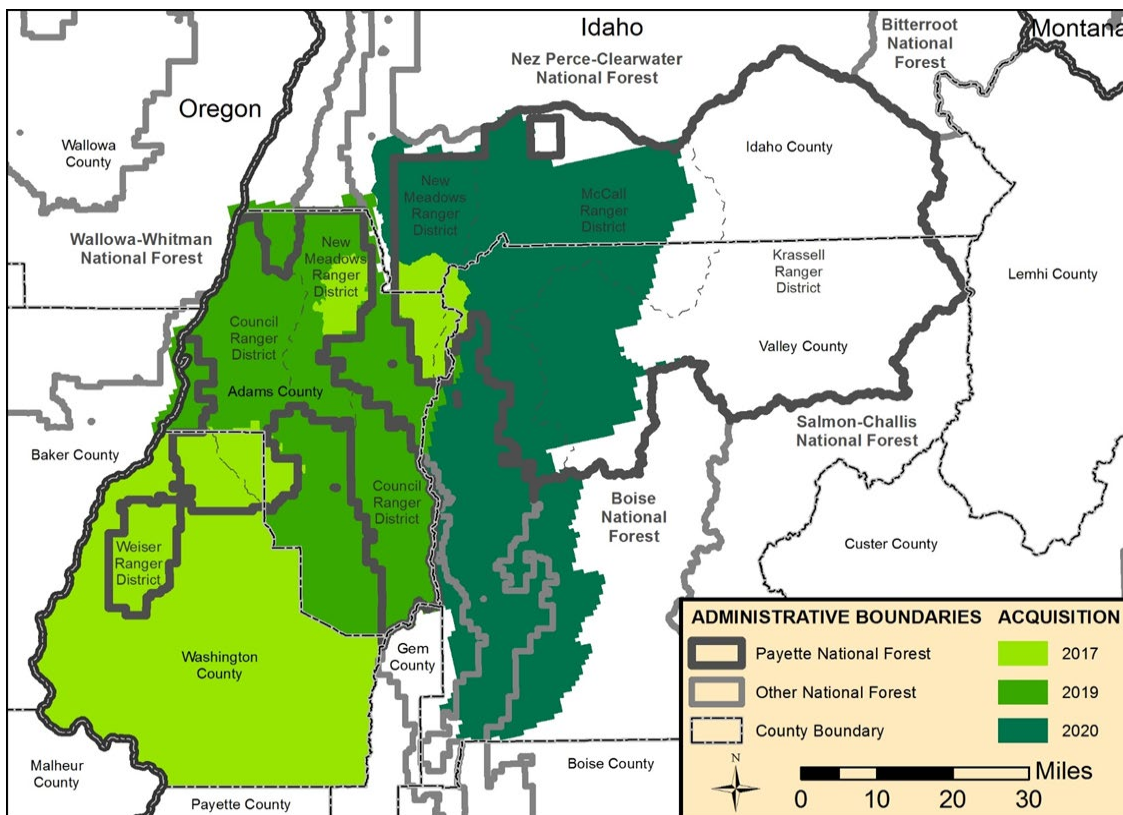 Idaho
Bitterroot
National
Forest
Montana
Nez Perce-Clearwater
National Forest
Oregon
Wallowa
County
Idaho County
New
Meadows
Ranger
District
McCall
Ranger
District
Wallowa-Whitman
National Forest
New
Meadows
Ranger
District
Krassell
Ranger
District
Lemhi County
Council
Ranger
District
Valley County
Adams County
Salmon-Challis
National Forest
Baker County
Council
Ranger
District
Boise
National
Forest
Weiser
Ranger
District
Custer County
Washington
County
Gem
County
Malheur
County
Payette County
Boise County
ADMINISTRATIVE BOUNDARIES
ACQUISITION
Payette National Forest
2017
Other National Forest
2019
County Boundary
2020
N
Miles
0 10 20 30